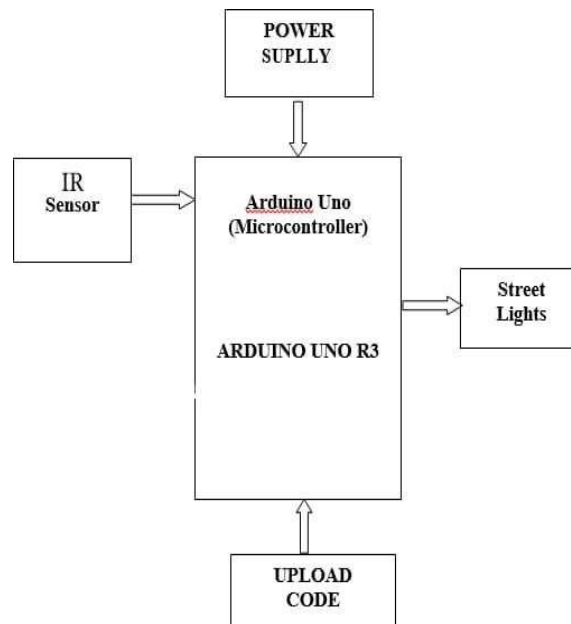 POWER
SUPLLY
IR
Sensor
Arduino Uno
(Microcontroller)
Street
Lights
ARDUINO UNO R3
UPLOAD
CODE